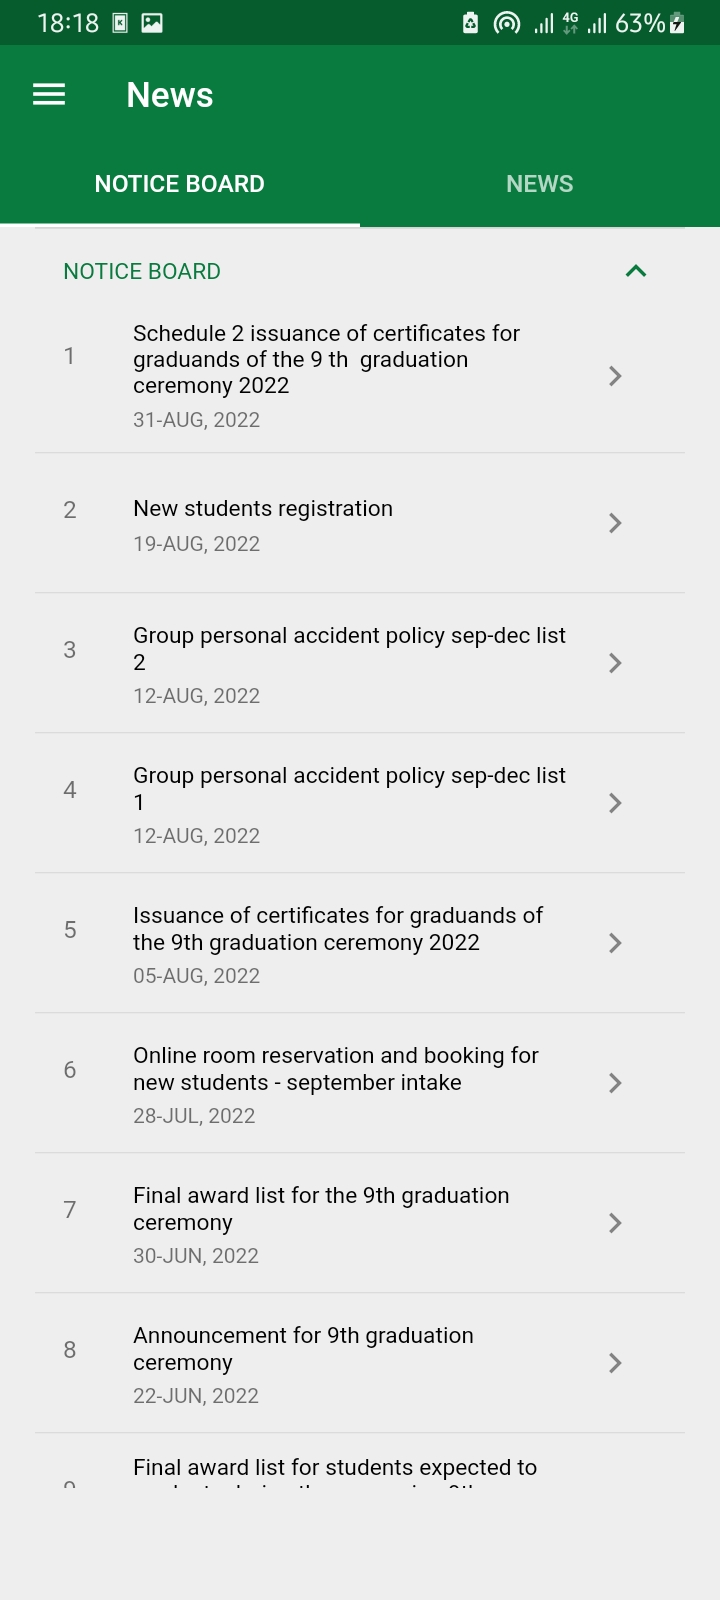 18:18
4G
63%
News
NOTICE BOARD
NEWS
NOTICE BOARD
1
Schedule 2 issuance of certificates for
graduands of the 9 th  graduation
ceremony 2022
31-AUG, 2022
2
New students registration
19-AUG, 2022
3
Group personal accident policy sep-dec list
2
12-AUG, 2022
4
Group personal accident policy sep-dec list
1
12-AUG, 2022
5
Issuance of certificates for graduands of
the 9th graduation ceremony 2022
05-AUG, 2022
6
Online room reservation and booking for
new students - september intake
28-JUL, 2022
7
Final award list for the 9th graduation
ceremony
30-JUN, 2022
8
Announcement for 9th graduation
ceremony
22-JUN, 2022
Final award list for students expected to